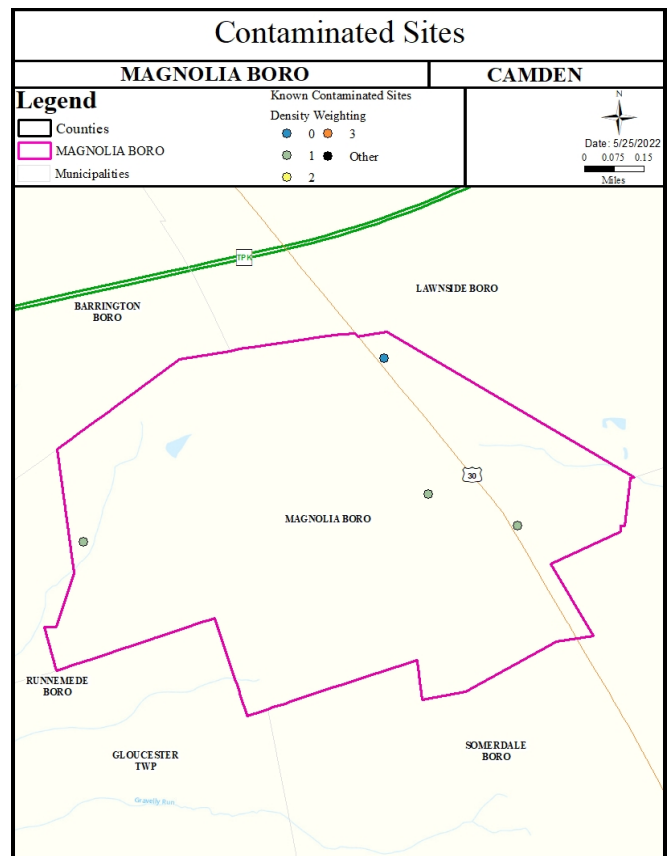 Contaminated Sites
MAGNOLIA BORO
CAMDEN
Legend
Counties
MAGNOLIA BORO
Municipalities
Known Contaminated Sites
Density Weighting
0
3
1
Other
2
N
Date: 5/25/2022
0 0.075 0.15
Miles
TPK
LAWNSIDE BORO
BARRINGTON
BORO
30
MAGNOLIA BORO
RUNNEMEDE
BORO
GLOUCESTER
TWP
SOMERDALE
BORO
Gravelly Run